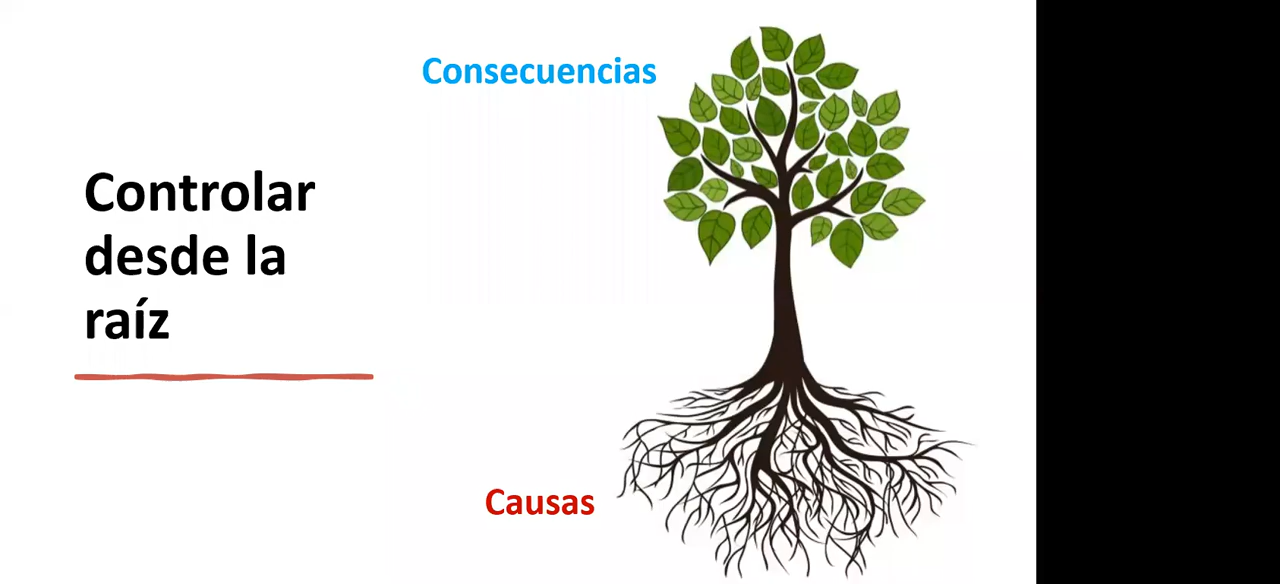 Consecuencias
Controlar
desde la
raíz
Causas